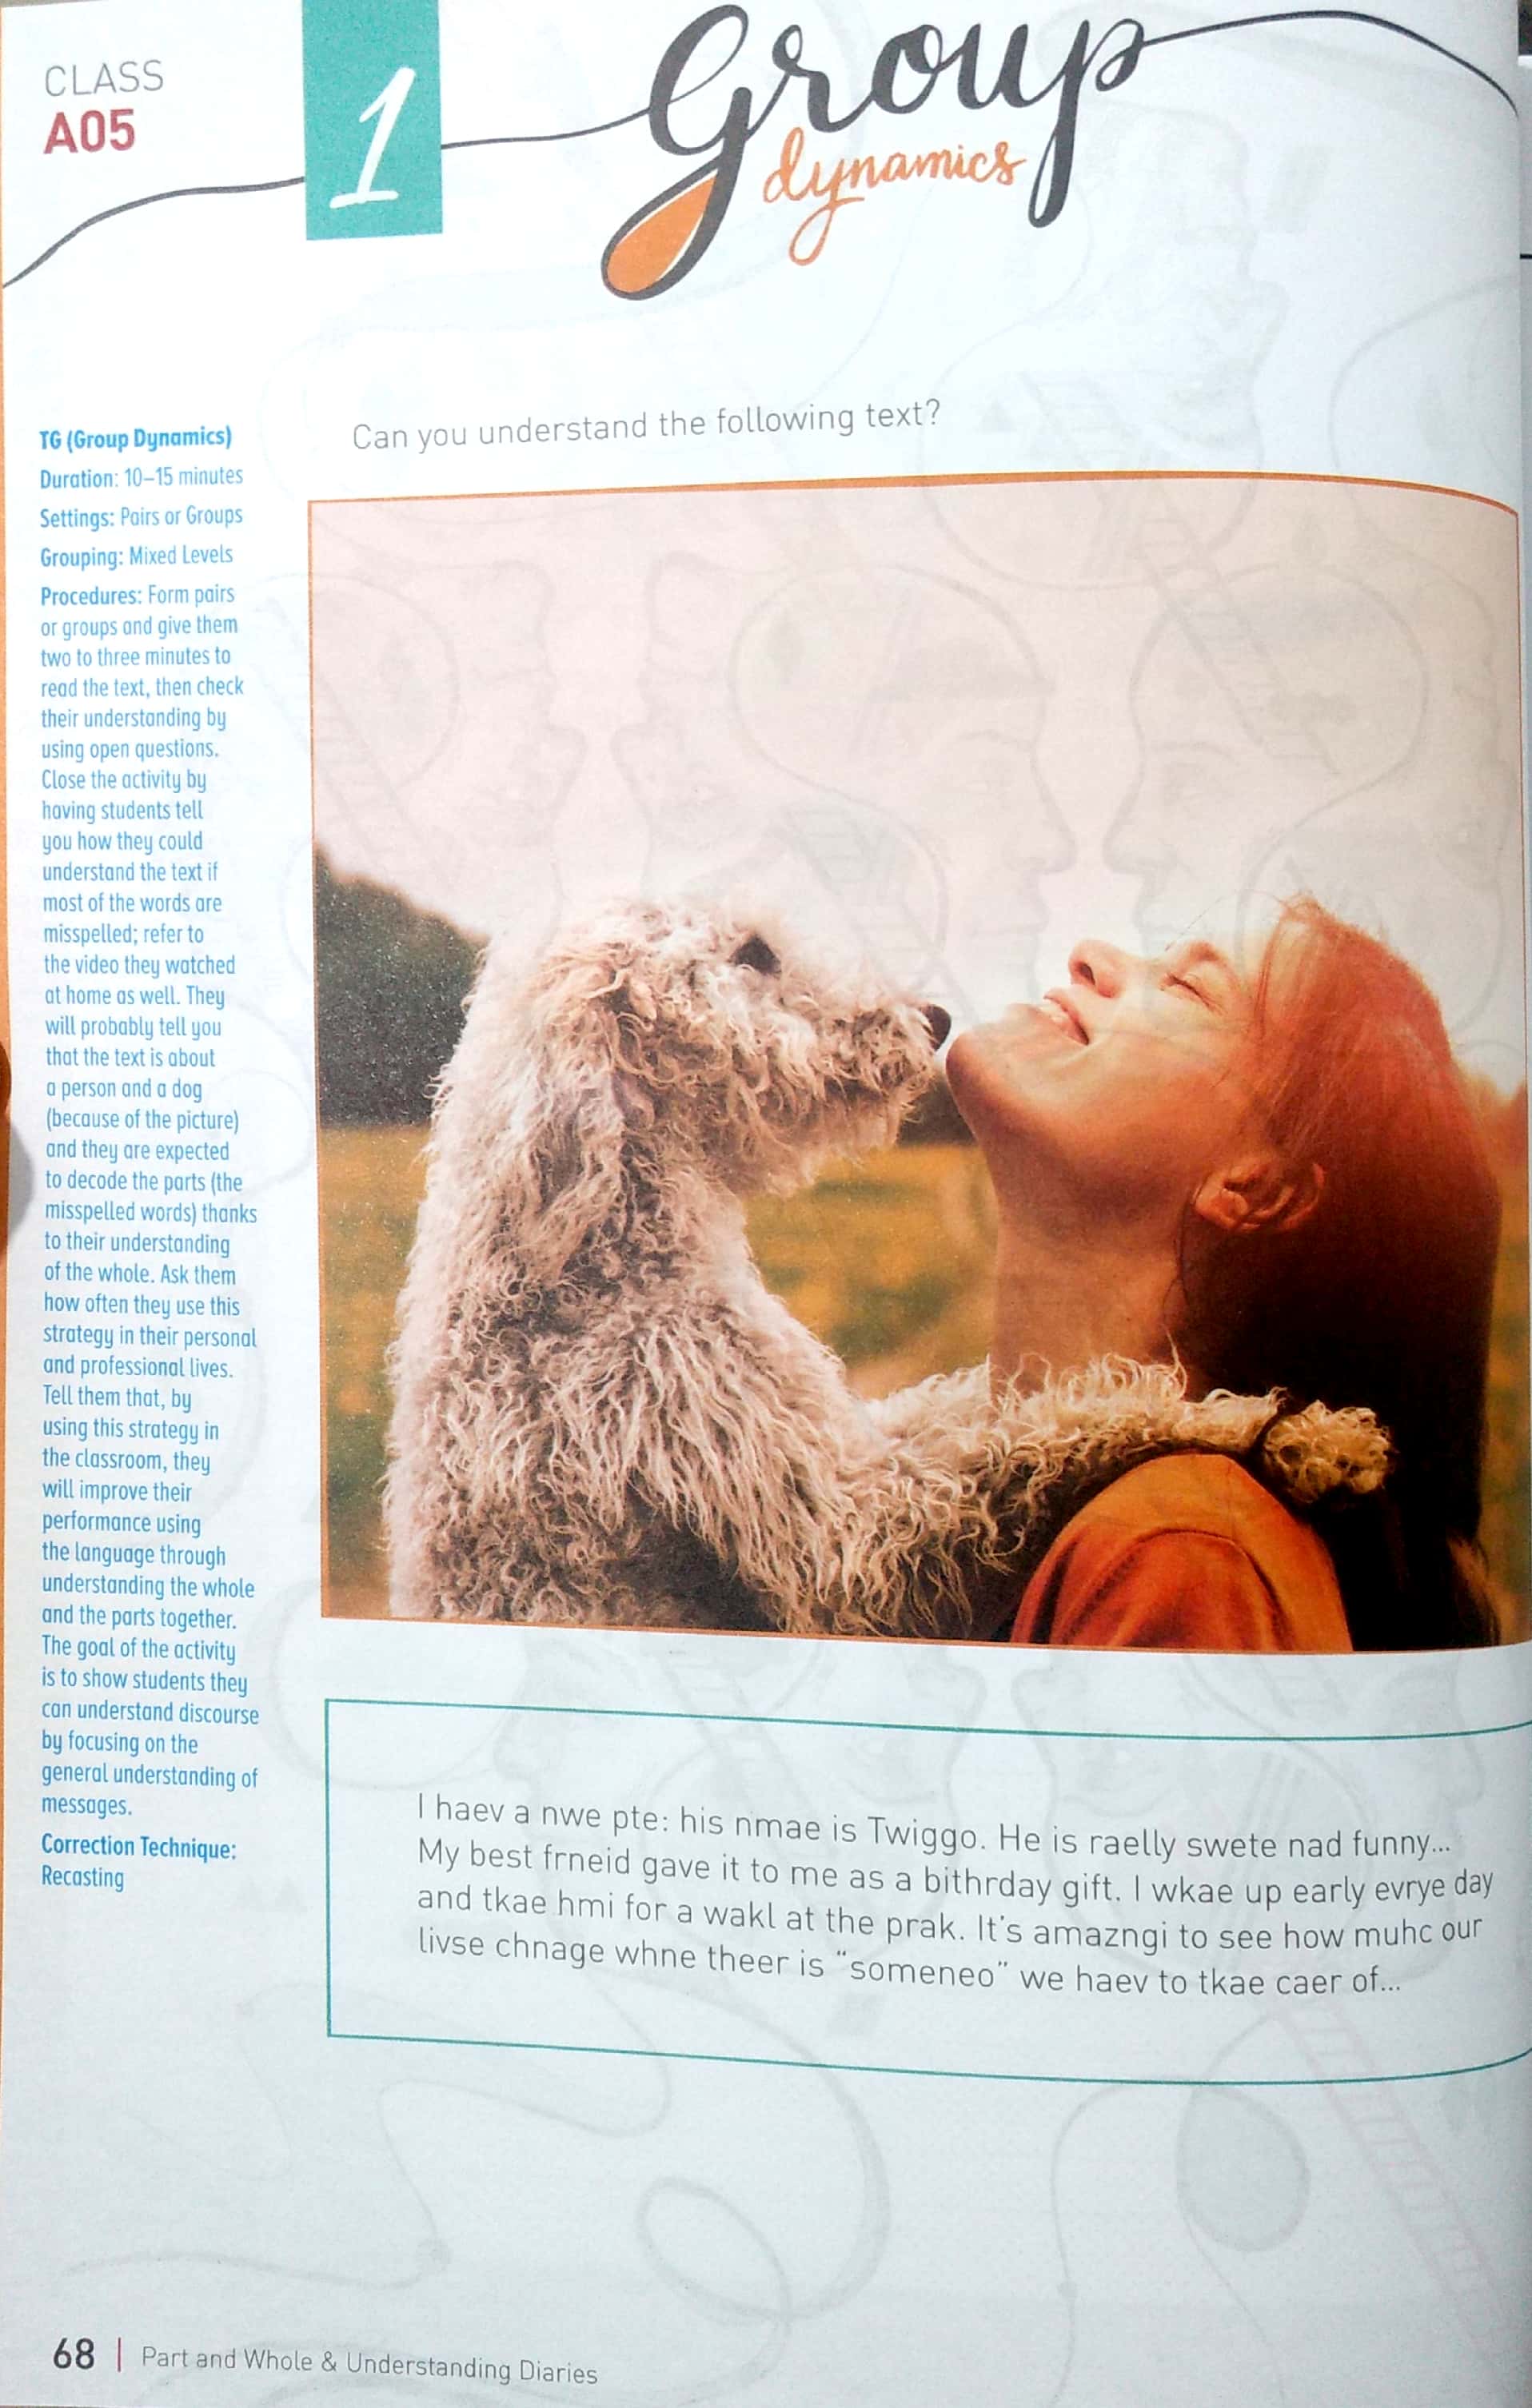 CLASS
A05
1
Group
dynamics
Can you understand the following text?
TG (Group Dynamics)
Duration: 10–15 minutes
Settings: Pairs or Groups
Grouping: Mixed Levels
Procedures: Form pairs
or groups and give them
two to three minutes to
read the text, then check
their understanding by
using open questions.
Close the activity by
having students tell
you how they could
understand the text if
most of the words are
misspelled; refer to
the video they watched
at home as well. They
will probably tell you
that the text is about
a person and a dog
(because of the picture)
and they are expected
to decode the parts (the
misspelled words) thanks
to their understanding
of the whole. Ask them
how often they use this
strategy in their personal
and professional lives.
Tell them that, by
using this strategy in
the classroom, they
will improve their
performance using
the language through
understanding the whole
and the parts together.
The goal of the activity
is to show students they
can understand discourse
by focusing on the
general understanding of
messages.
Correction Technique:
Recasting
I haev a nwe pte: his nmae is Twiggo. He is raelly swete nad funny...
My best frneid gave it to me as a bithrday gift. I wkae up early evrye day
and tkae hmi for a wakl at the prak. It's amazngi to see how muhc our
livse chnage whne theer is "someneo" we haev to tkae caer of...
68 | Part and Whole & Understanding Diaries